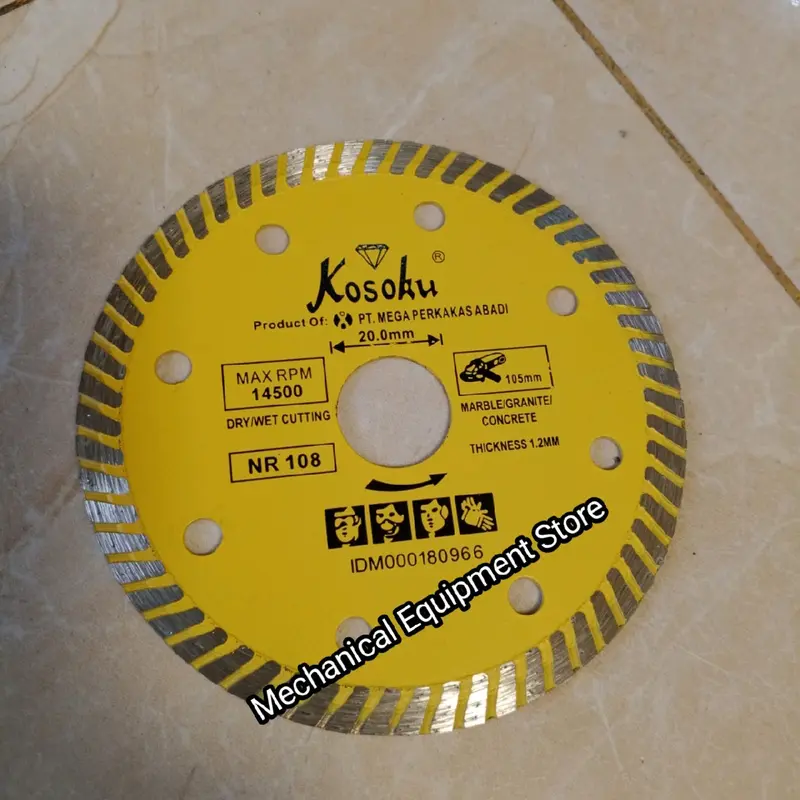 Kosoku ®
Product Of: PT. MEGA PERKAKAS ABADI
20.0mm
MAX RPM
14500
DRY/WET CUTTING
NR 108
105mm
MARBLE/GRANITE/
CONCRETE
THICKNESS 1.2MM
IDM000180966
Mechanical Equipment Store